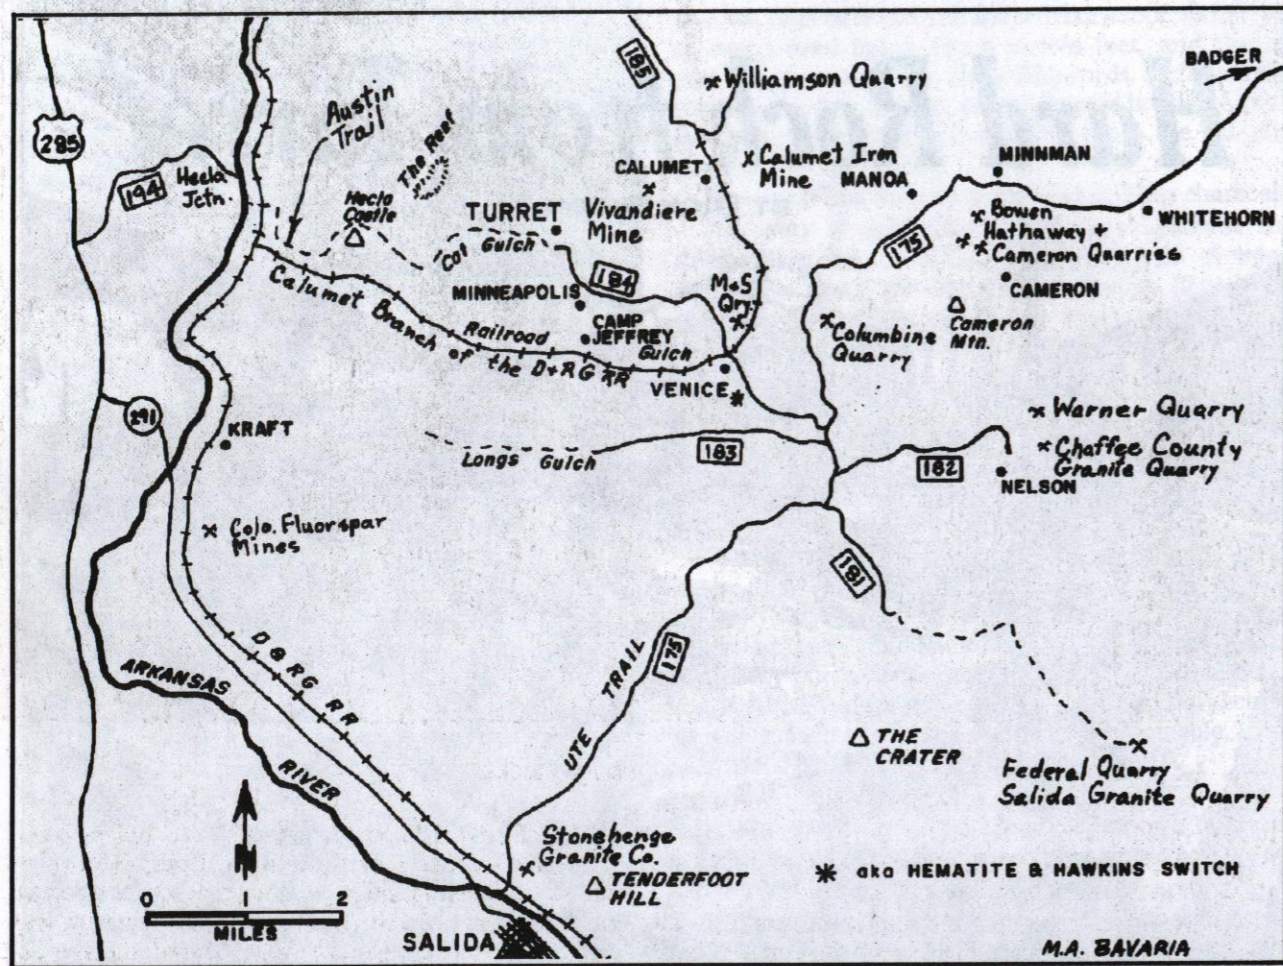 285
194
Hecla
Jctn.
Austin
Trail
The Reef
Hecla
Castle
185
Williamson Quarry
BADGER
CALUMET
Calumet Iron
Mine
MANOA
MINNMAN
WHITEHORN
TURRET
Vivandiere
Mine
Cat Gulch
184
175
Bowen
Hathaway +
Cameron Quarries
CAMERON
Cameron
Mtn.
M+S
Qry
MINNEAPOLIS
CAMP
JEFFREY
Railroad Gulch
Calumet Branch of the D+RG RR
VENICE *
Columbine
Quarry
291
KRAFT
Longs Gulch
183
182
Warner Quarry
Chaffee County
Granite Quarry
NELSON
Colo. Fluorspar
Mines
181
D&RG RR
ARKANSAS RIVER
UTE TRAIL
175
THE
CRATER
Federal Quarry
Salida Granite Quarry
N
0 1 2
MILES
Stonehenge
Granite Co.
TENDERFOOT
HILL
* aka HEMATITE & HAWKINS SWITCH
SALIDA
M.A. BAVARIA